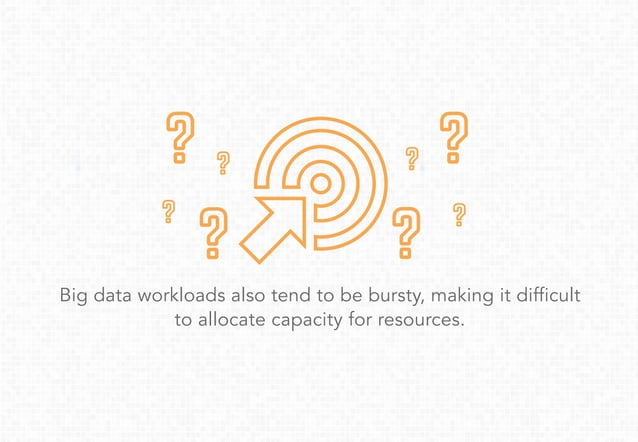 ? ?
? ?
? ?
? ?
Big data workloads also tend to be bursty, making it difficult
to allocate capacity for resources.